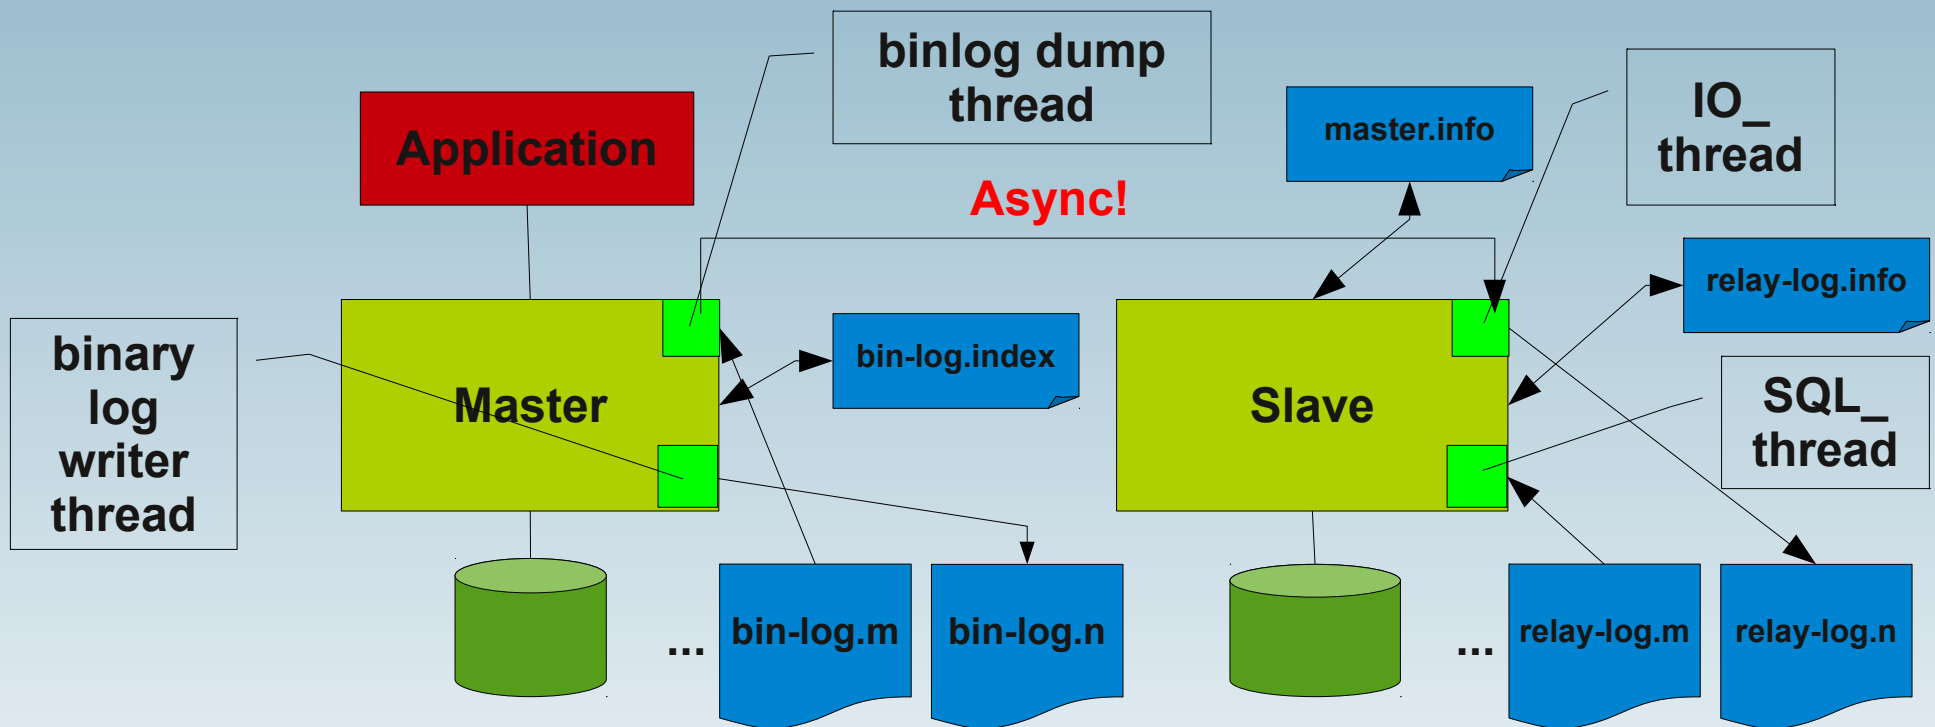 binlog dump
thread
Application
master.info
IO_
thread
Async!
relay-log.info
binary
log
writer
thread
bin-log.index
Master
Slave
SQL_
thread
...
bin-log.m
bin-log.n
...
relay-log.m
relay-log.n